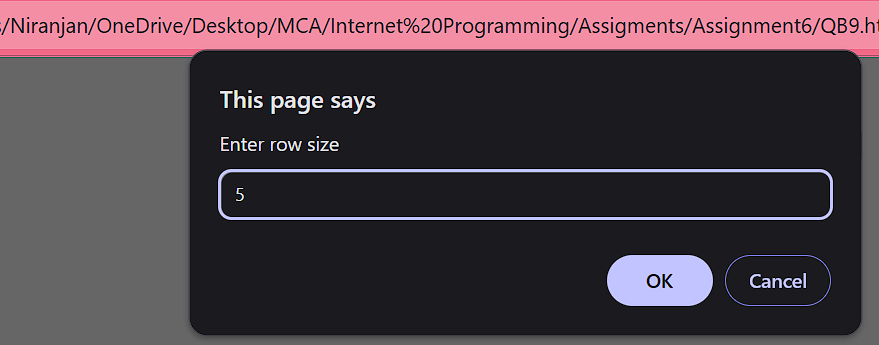 s/Niranjan/OneDrive/Desktop/MCA/Internet%20Programming/Assigments/Assignment6/QB9.ht
This page says
Enter row size
5
OK
Cancel